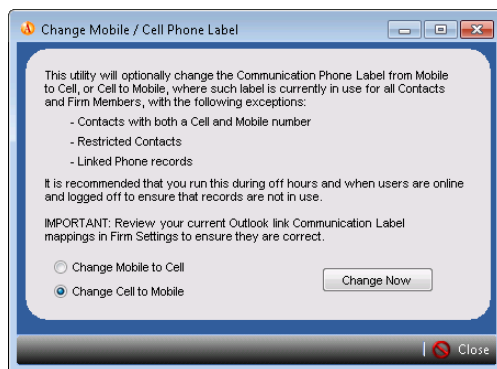 Change Mobile / Cell Phone Label
This utility will optionally change the Communication Phone Label from Mobile
to Cell, or Cell to Mobile, where such label is currently in use for all Contacts
and Firm Members, with the following exceptions:
- Contacts with both a Cell and Mobile number
- Restricted Contacts
- Linked Phone records
It is recommended that you run this during off hours and when users are online
and logged off to ensure that records are not in use.
IMPORTANT: Review your current Outlook link Communication Label
mappings in Firm Settings to ensure they are correct.
Change Mobile to Cell
Change Cell to Mobile
Change Now
Close